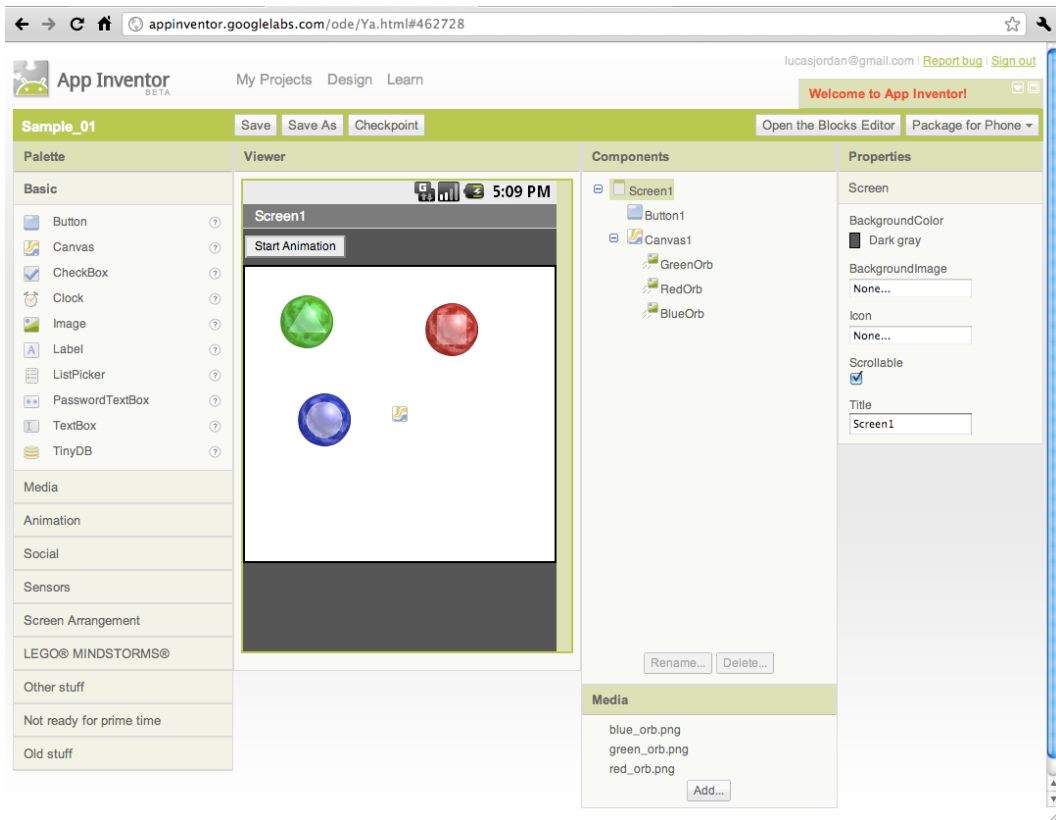 appinventor.googlelabs.com/ode/Ya.html#462728
lucasjordan@gmail.com | Report bug | Sign out
App Inventor
BETA
My Projects Design Learn
Welcome to App Inventor!
Sample_01
Save Save As Checkpoint
Open the Blocks Editor Package for Phone
Palette
Basic
Button
Canvas
CheckBox
Clock
Image
Label
ListPicker
PasswordTextBox
TextBox
TinyDB
Media
Animation
Social
Sensors
Screen Arrangement
LEGO® MINDSTORMS®
Other stuff
Not ready for prime time
Old stuff
Viewer
G 5:09 PM
Screen1
Start Animation
Components
Screen1
Button1
Canvas1
GreenOrb
RedOrb
BlueOrb
Rename... Delete...
Media
blue_orb.png
green_orb.png
red_orb.png
Add...
Properties
Screen
BackgroundColor
Dark gray
BackgroundImage
None...
Icon
None...
Scrollable
Title
Screen1